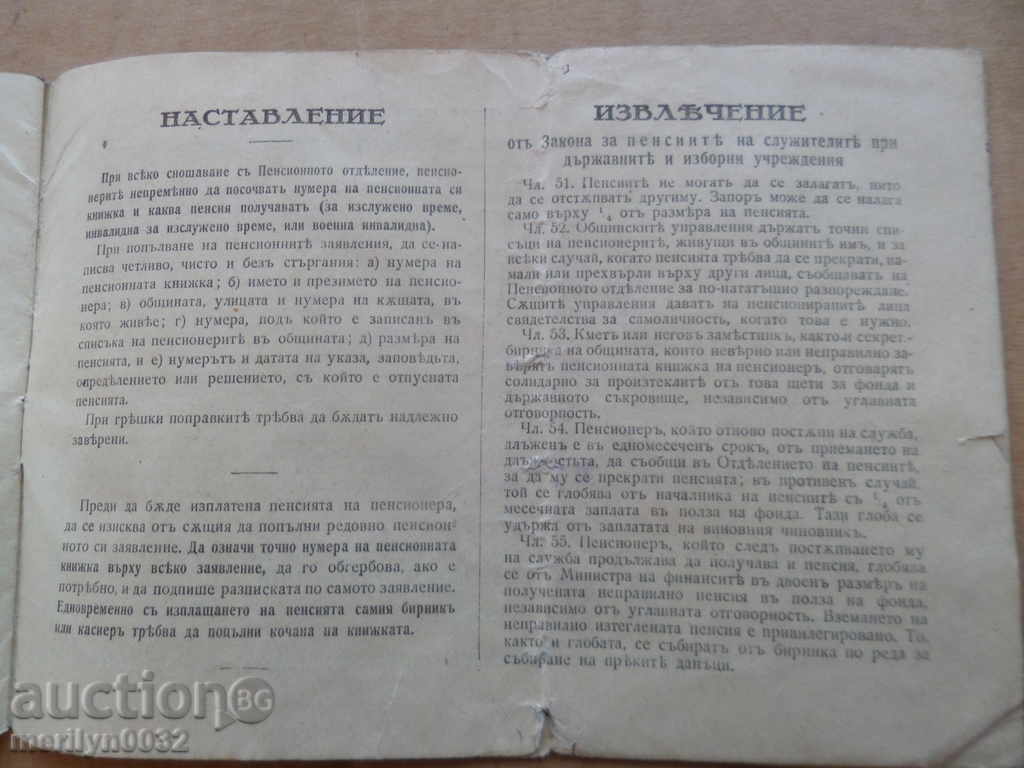 НАСТАВЛЕНИЕ
При всѣко сношаване съ Пенсионното отдѣление, пенсио-
неритѣ непремѣнно да посочватъ нумера на пенсионната си
книжка и каква пенсия получаватъ (за изслужено време,
инвалидна за изслужено време, или военна инвалидна).
При попълване на пенсионнитѣ заявления, да се на-
писва четливо, чисто и безъ стъргания: а) нумера на
пенсионната книжка; б) името и презимето на пенсио-
нера; в) общината, улицата и нумера на кѫщата, въ
която живѣе; г) нумера, подъ който е записанъ въ
списъка на пенсионеритѣ въ общината; д) размѣра на
пенсията, и е) нумерътъ и датата на указа, заповѣдьта,
опредѣлението или решението, съ който е отпусната
пенсията.
При грѣшки поправкитѣ трѣбва да бѫдатъ надлежно
завѣрени.
Преди да бѫде изплатена пенсията на пенсионера,
да се изисква отъ сѫщия да попълни редовно пенсион-
ното си заявление. Да означи точно нумера на пенсионната
книжка върху всѣко заявление, да го обгербова, ако е
потрѣбно, и да подпише разписката по самото заявление.
Едновременно съ изплащането на пенсията самия бирникъ
или касиеръ трѣбва да попълни кочана на книжката.
ИЗВЛѢЧЕНИЕ
отъ Закона за пенсиитѣ на служителитѣ при
държавнитѣ и изборни учреждения
Чл. 51. Пенсиитѣ не могатъ да се залагатъ, нито
да се отстѫпватъ другиму. Запоръ може да се налага
само върху ¼ отъ размѣра на пенсията.
Чл. 52. Общинскитѣ управления държатъ точни спи-
съци на пенсионеритѣ, живущи въ общинитѣ имъ, и за
всѣки случай, когато пенсията трѣбва да се прекрати, на-
мали или прехвърли върху други лица, съобщаватъ на
Пенсионното отдѣление за по-нататъшно разпореждане.
Сѫщитѣ управления даватъ на пенсиониранитѣ лица
свидетелства за самоличность, когато това е нужно.
Чл. 53. Кметъ или неговъ замѣстникъ, както и секрет.-
бирника на общината, които невѣрно или неправилно за-
вѣрятъ пенсионната книжка на пенсионеръ, отговарятъ
солидарно за произтеклитѣ отъ това щети за фонда и
държавното съкровище, независимо отъ углавната
отговорность.
Чл. 54. Пенсионеръ, който отново постѫпи на служба,
длъженъ е въ едномесеченъ срокъ, отъ приемането на
длъжностьта, да съобщи въ Отдѣлението на пенсиитѣ,
за да му се прекрати пенсията; въ противенъ случай,
той се глобява отъ началника на пенсиитѣ съ ¼ отъ
месечната заплата въ полза на фонда. Тази глоба се
удържа отъ заплатата на виновния чиновникъ.
Чл. 55. Пенсионеръ, който следъ постѫпването му
на служба продължава да получава и пенсия, глобява
се отъ Министра на финанситѣ въ двоенъ размѣръ на
получената неправилно пенсия въ полза на фонда,
независимо отъ углавната отговорность. Вземането на
неправилно изтеглената пенсия е привилегировано. То,
както и глобата, се събиратъ отъ бирника по реда за
събиране на прѣкитѣ данъци.
auction BG
merilyn0032